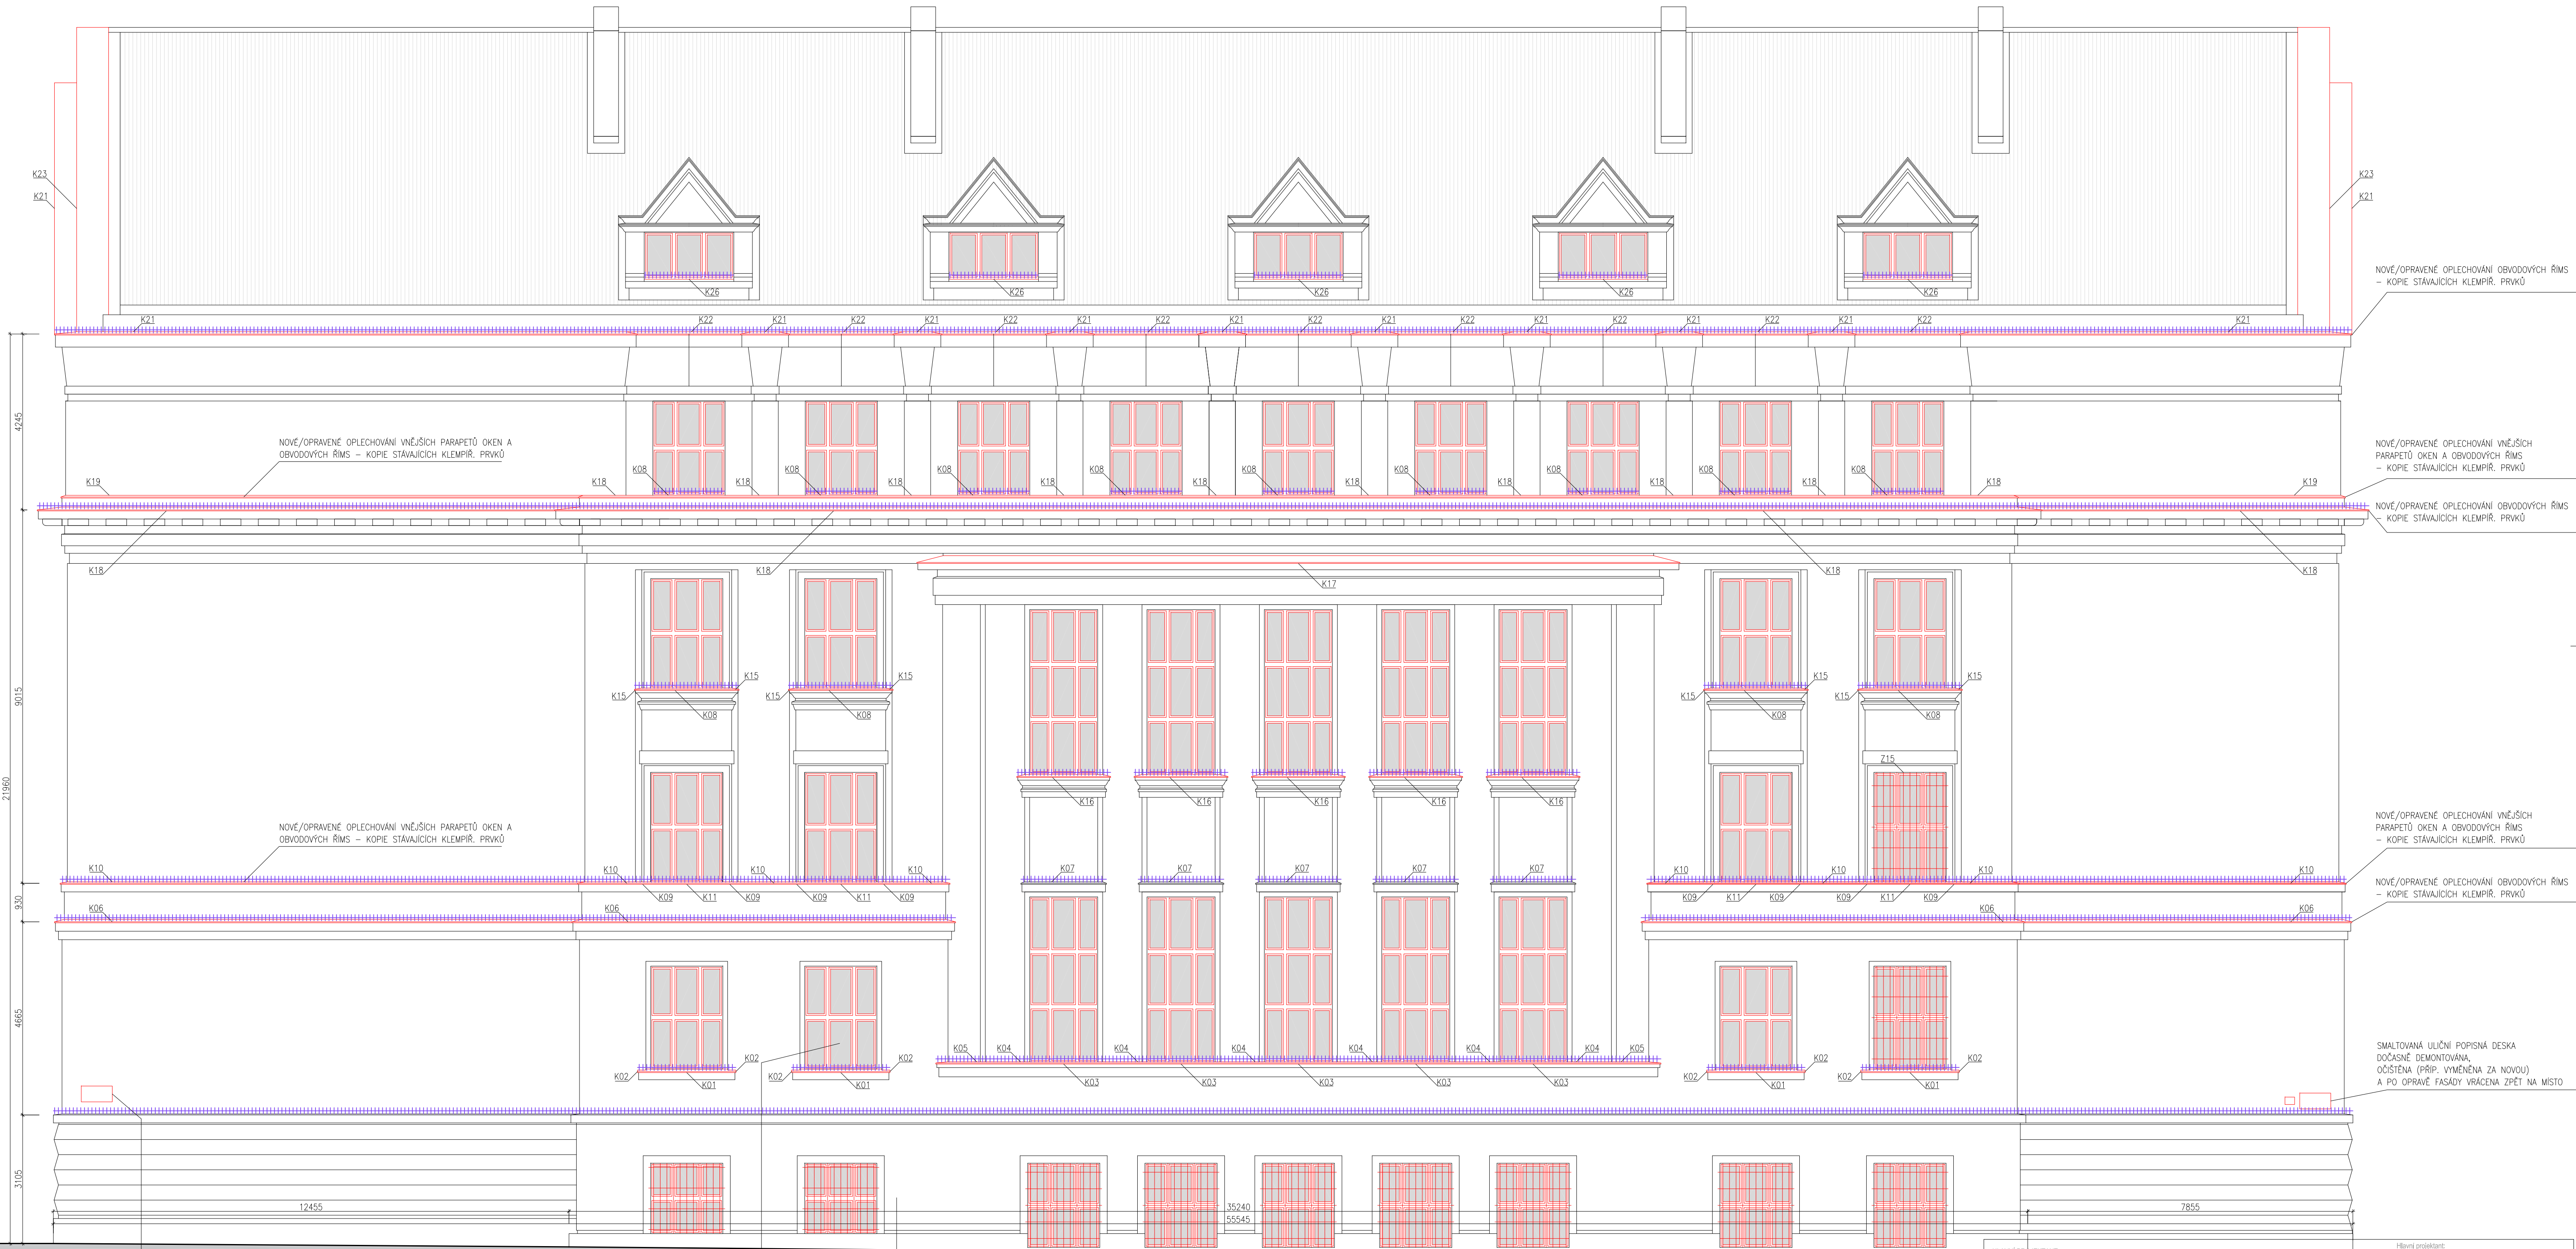 K23
K21
K23
K21
K26
K26
K26
K26
K26
NOVÉ/OPRAVENÉ OPLECHOVÁNÍ OBVODOVÝCH ŘÍMS
– KOPIE STÁVAJÍCÍCH KLEMPÍŘ. PRVKŮ
K21 K22 K21 K22 K21 K22 K21 K22 K21 K22 K21 K22 K21 K22 K21 K22 K21 K22 K21
4245
NOVÉ/OPRAVENÉ OPLECHOVÁNÍ VNĚJŠÍCH PARAPETŮ OKEN A
OBVODOVÝCH ŘÍMS – KOPIE STÁVAJÍCÍCH KLEMPÍŘ. PRVKŮ
NOVÉ/OPRAVENÉ OPLECHOVÁNÍ VNĚJŠÍCH
PARAPETŮ OKEN A OBVODOVÝCH ŘÍMS
– KOPIE STÁVAJÍCÍCH KLEMPÍŘ. PRVKŮ
K08 K08 K08 K08 K08 K08 K08 K08 K08
K19 K18 K18 K18 K18 K18 K18 K18 K18 K18 K18 K19
NOVÉ/OPRAVENÉ OPLECHOVÁNÍ OBVODOVÝCH ŘÍMS
– KOPIE STÁVAJÍCÍCH KLEMPÍŘ. PRVKŮ
K18 K18 K18 K18
K17
9015
K15 K15 K15 K15
K15 K15 K15 K15
K08 K08 K08 K08
Z15
21960
K16 K16 K16 K16 K16
NOVÉ/OPRAVENÉ OPLECHOVÁNÍ VNĚJŠÍCH PARAPETŮ OKEN A
OBVODOVÝCH ŘÍMS – KOPIE STÁVAJÍCÍCH KLEMPÍŘ. PRVKŮ
NOVÉ/OPRAVENÉ OPLECHOVÁNÍ VNĚJŠÍCH
PARAPETŮ OKEN A OBVODOVÝCH ŘÍMS
– KOPIE STÁVAJÍCÍCH KLEMPÍŘ. PRVKŮ
K10 K10 K10 K10 K07 K07 K07 K07 K07 K10 K10 K10 K10
K09 K11 K09 K09 K11 K09 K09 K11 K09 K09 K11 K09
NOVÉ/OPRAVENÉ OPLECHOVÁNÍ OBVODOVÝCH ŘÍMS
– KOPIE STÁVAJÍCÍCH KLEMPÍŘ. PRVKŮ
930
K06 K06 K06 K06
4665
K05 K04 K04 K04 K04 K04 K04 K05
K02 K02 K02 K02
K02 K02 K02 K02
K01 K01 K03 K03 K03 K03 K03 K01 K01
SMALTOVANÁ ULIČNÍ POPISNÁ DESKA
DOČASNĚ DEMONTOVÁNA,
OČIŠTĚNA (PŘÍP. VYMĚNĚNA ZA NOVOU)
A PO OPRAVĚ FASÁDY VRÁCENA ZPĚT NA MÍSTO
3105
12455 35240 7855
55545
Hlavní projektant: